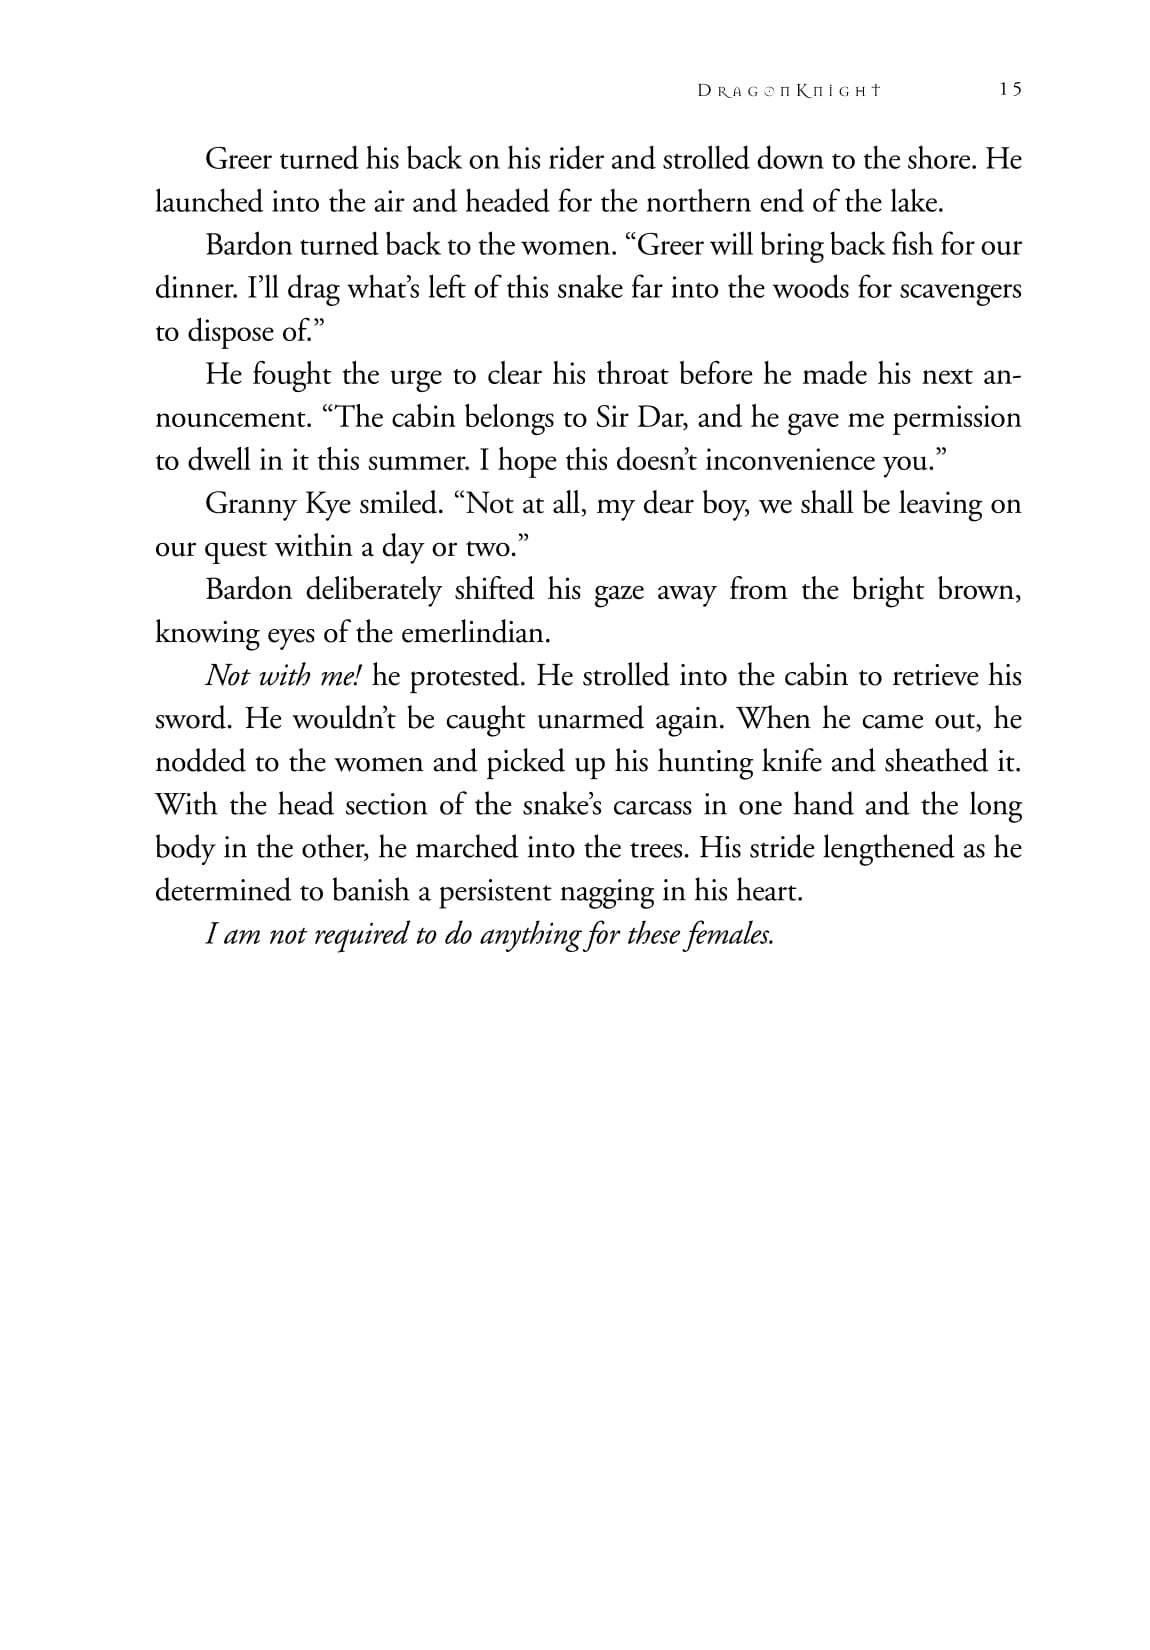 DragonKnight 15
Greer turned his back on his rider and strolled down to the shore. He
launched into the air and headed for the northern end of the lake.
Bardon turned back to the women. “Greer will bring back fish for our
dinner. I’ll drag what’s left of this snake far into the woods for scavengers
to dispose of.”
He fought the urge to clear his throat before he made his next an-
nouncement. “The cabin belongs to Sir Dar, and he gave me permission
to dwell in it this summer. I hope this doesn’t inconvenience you.”
Granny Kye smiled. “Not at all, my dear boy, we shall be leaving on
our quest within a day or two.”
Bardon deliberately shifted his gaze away from the bright brown,
knowing eyes of the emerlindian.
Not with me! he protested. He strolled into the cabin to retrieve his
sword. He wouldn’t be caught unarmed again. When he came out, he
nodded to the women and picked up his hunting knife and sheathed it.
With the head section of the snake’s carcass in one hand and the long
body in the other, he marched into the trees. His stride lengthened as he
determined to banish a persistent nagging in his heart.
I am not required to do anything for these females.